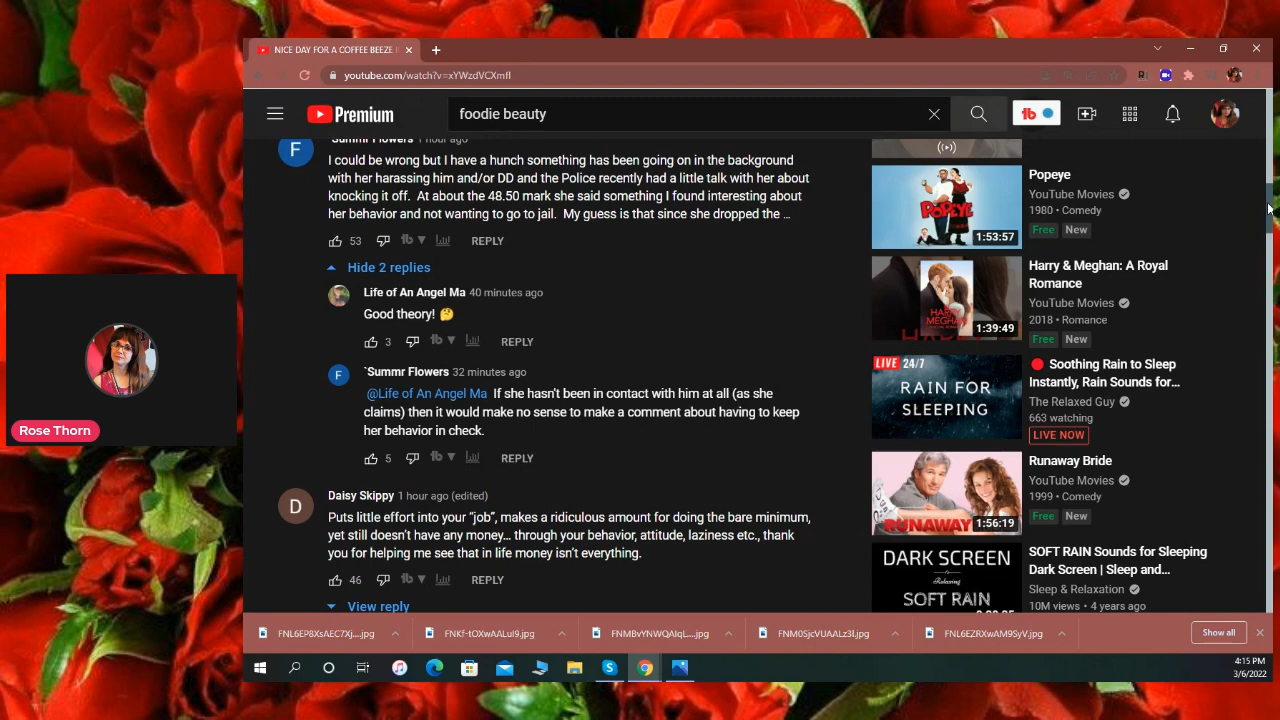 NICE DAY FOR A COFFEE BEEZE
youtube.com/watch?v=xYWzdVCXmfI
Premium
foodie beauty
tb
Summr Flowers 1 hour ago
F
I could be wrong but I have a hunch something has been going on in the background
with her harassing him and/or DD and the Police recently had a little talk with her about
knocking it off. At about the 48.50 mark she said something I found interesting about
her behavior and not wanting to go to jail. My guess is that since she dropped the ...
53
tb
REPLY
Hide 2 replies
Life of An Angel Ma 40 minutes ago
Good theory! 🤔
3
tb
REPLY
F
`Summr Flowers 32 minutes ago
@Life of An Angel Ma If she hasn't been in contact with him at all (as she
claims) then it would make no sense to make a comment about having to keep
her behavior in check.
5
tb
REPLY
D
Daisy Skippy 1 hour ago (edited)
Puts little effort into your “job”, makes a ridiculous amount for doing the bare minimum,
yet still doesn’t have any money… through your behavior, attitude, laziness etc., thank
you for helping me see that in life money isn’t everything.
46
tb
REPLY
View reply
POPEYE
1:53:57
Popeye
YouTube Movies
1980 • Comedy
Free New
HARRY
MEGHAN
1:39:49
Harry & Meghan: A Royal
Romance
YouTube Movies
2018 • Romance
Free New
LIVE 24/7
RAIN FOR
SLEEPING
Soothing Rain to Sleep
Instantly, Rain Sounds for...
The Relaxed Guy
663 watching
LIVE NOW
RUNAWAY
1:56:19
Runaway Bride
YouTube Movies
1999 • Comedy
Free New
DARK SCREEN
Relaxing
SOFT RAIN
SOFT RAIN Sounds for Sleeping
Dark Screen | Sleep and...
Sleep & Relaxation
10M views • 4 years ago
Rose Thorn
FNL6EP8XsAEC7Xj....jpg
FNKf-tOXwAALuI9.jpg
FNMBvYNWQAIqL....jpg
FNM0SjcVUAALz3I.jpg
FNL6EZRXwAM9SyV.jpg
Show all
4:15 PM
3/6/2022